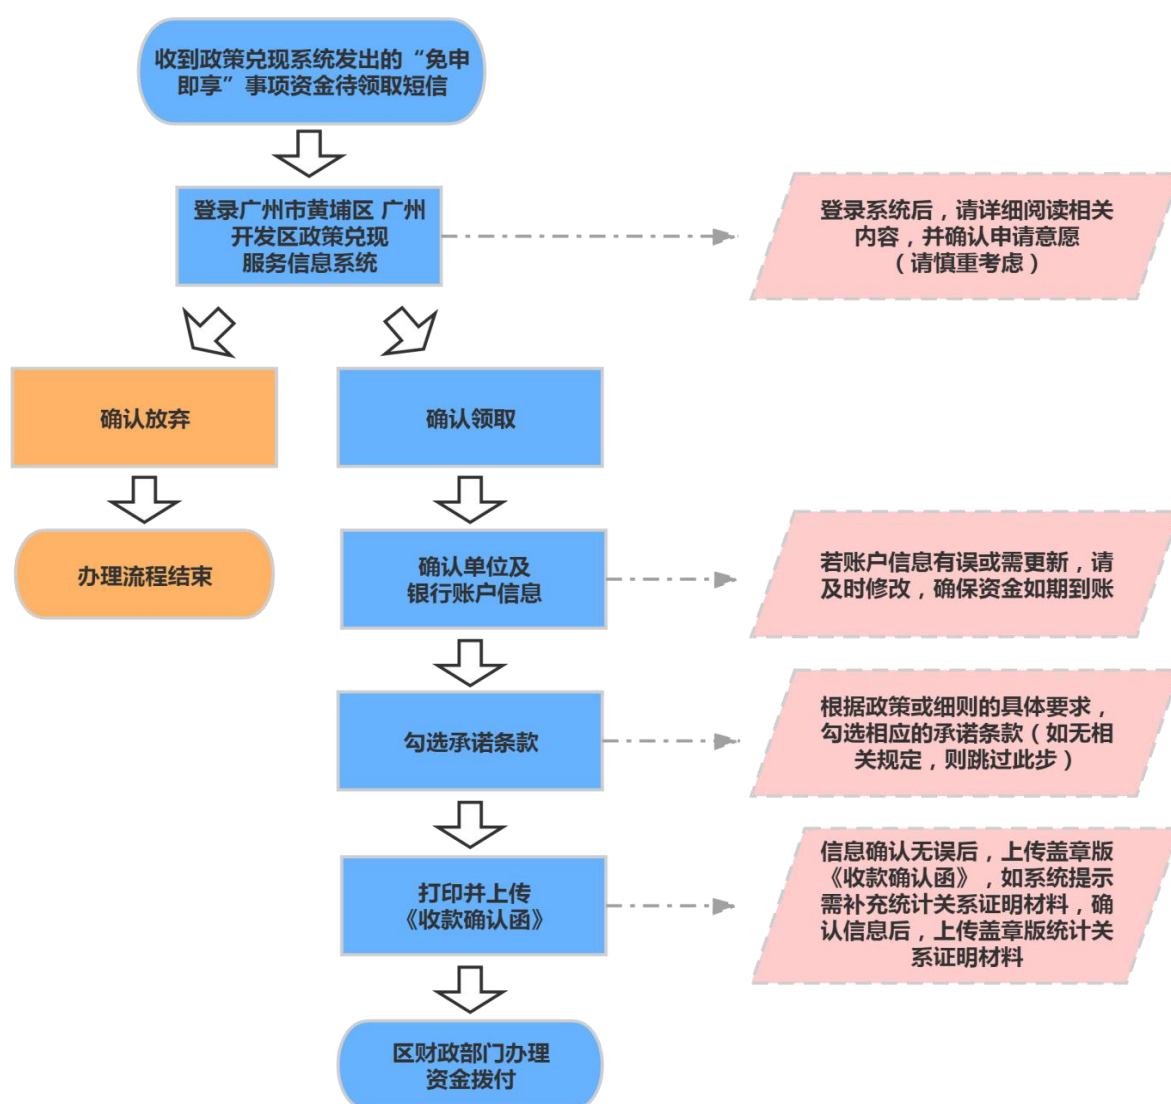 收到政策兑现系统发出的“免申
即享”事项资金待领取短信
登录广州市黄埔区 广州
开发区政策兑现
服务信息系统
登录系统后，请详细阅读相关
内容，并确认申请意愿
（请慎重考虑）
确认放弃
确认领取
办理流程结束
确认单位及
银行账户信息
若账户信息有误或需更新，请
及时修改，确保资金如期到账
勾选承诺条款
根据政策或细则的具体要求，
勾选相应的承诺条款（如无相
关规定，则跳过此步）
打印并上传
《收款确认函》
信息确认无误后，上传盖章版
《收款确认函》，如系统提示
需补充统计关系证明材料，确
认信息后，上传盖章版统计关
系证明材料
区财政部门办理
资金拨付